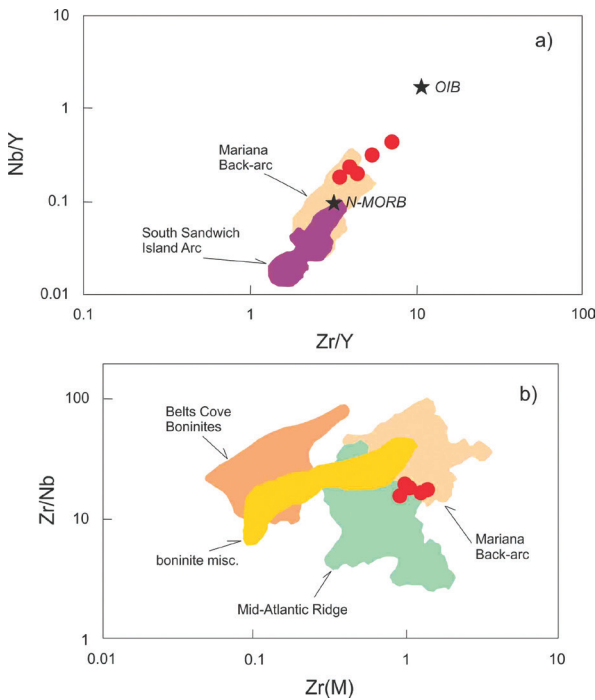 a)
Nb/Y
10
1
0.1
0.01
OIB
Mariana
Back-arc
N-MORB
South Sandwich
Island Arc
0.1
1
10
100
Zr/Y
b)
Zr/Nb
100
10
1
Belts Cove
Boninites
boninite misc.
Mariana
Back-arc
Mid-Atlantic Ridge
0.01
0.1
1
10
Zr(M)